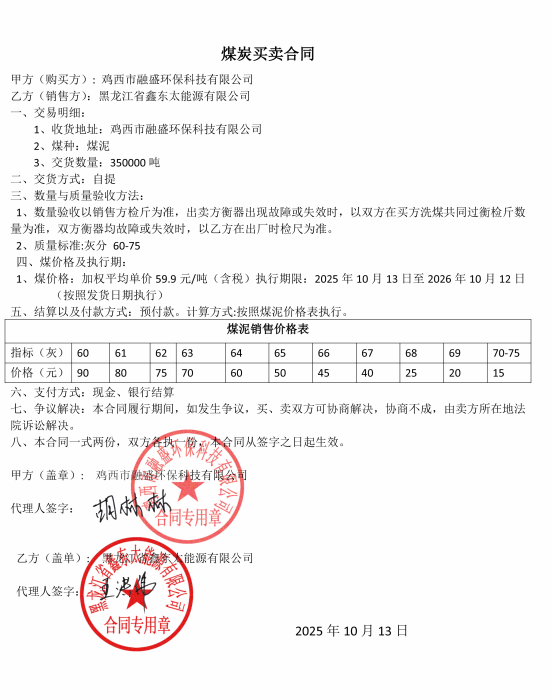 煤炭买卖合同
甲方（购买方）：鸡西市融盛环保科技有限公司
乙方（销售方）：黑龙江省鑫东太能源有限公司
一、交易明细：
1、收货地址：鸡西市融盛环保科技有限公司
2、煤种：煤泥
3、交货数量：350000 吨
二、交货方式：自提
三、数量与质量验收方法：
1、数量验收以销售方检斤为准，出卖方衡器出现故障或失效时，以双方在买方洗煤共同过衡检斤数
量为准，双方衡器均故障或失效时，以乙方在出厂时检尺为准。
2、质量标准:灰分 60-75
四、煤价格及执行期：
1、煤价格：加权平均单价 59.9 元/吨（含税）执行期限：2025 年 10 月 13 日至 2026 年 10 月 12 日
（按照发货日期执行）
五、结算以及付款方式：预付款。计算方式:按照煤泥价格表执行。
煤泥销售价格表
指标（灰） 60 61 62 63 64 65 66 67 68 69 70-75
价格（元） 90 80 75 70 60 50 45 40 25 20 15
六、支付方式：现金、银行结算
七、争议解决：本合同履行期间，如发生争议，买、卖双方可协商解决，协商不成，由卖方所在地法
院诉讼解决。
八、本合同一式两份，双方各执一份，本合同从签字之日起生效。
甲方（盖章）： 鸡西市融盛环保科技有限公司
鸡西市融盛环保科技有限公司
代理人签字： 胡林林
合同专用章
乙方（盖单）： 黑龙江省鑫东太能源有限公司
黑龙江省鑫东太能源有限公司
代理人签字：
合同专用章
2025 年 10 月 13 日